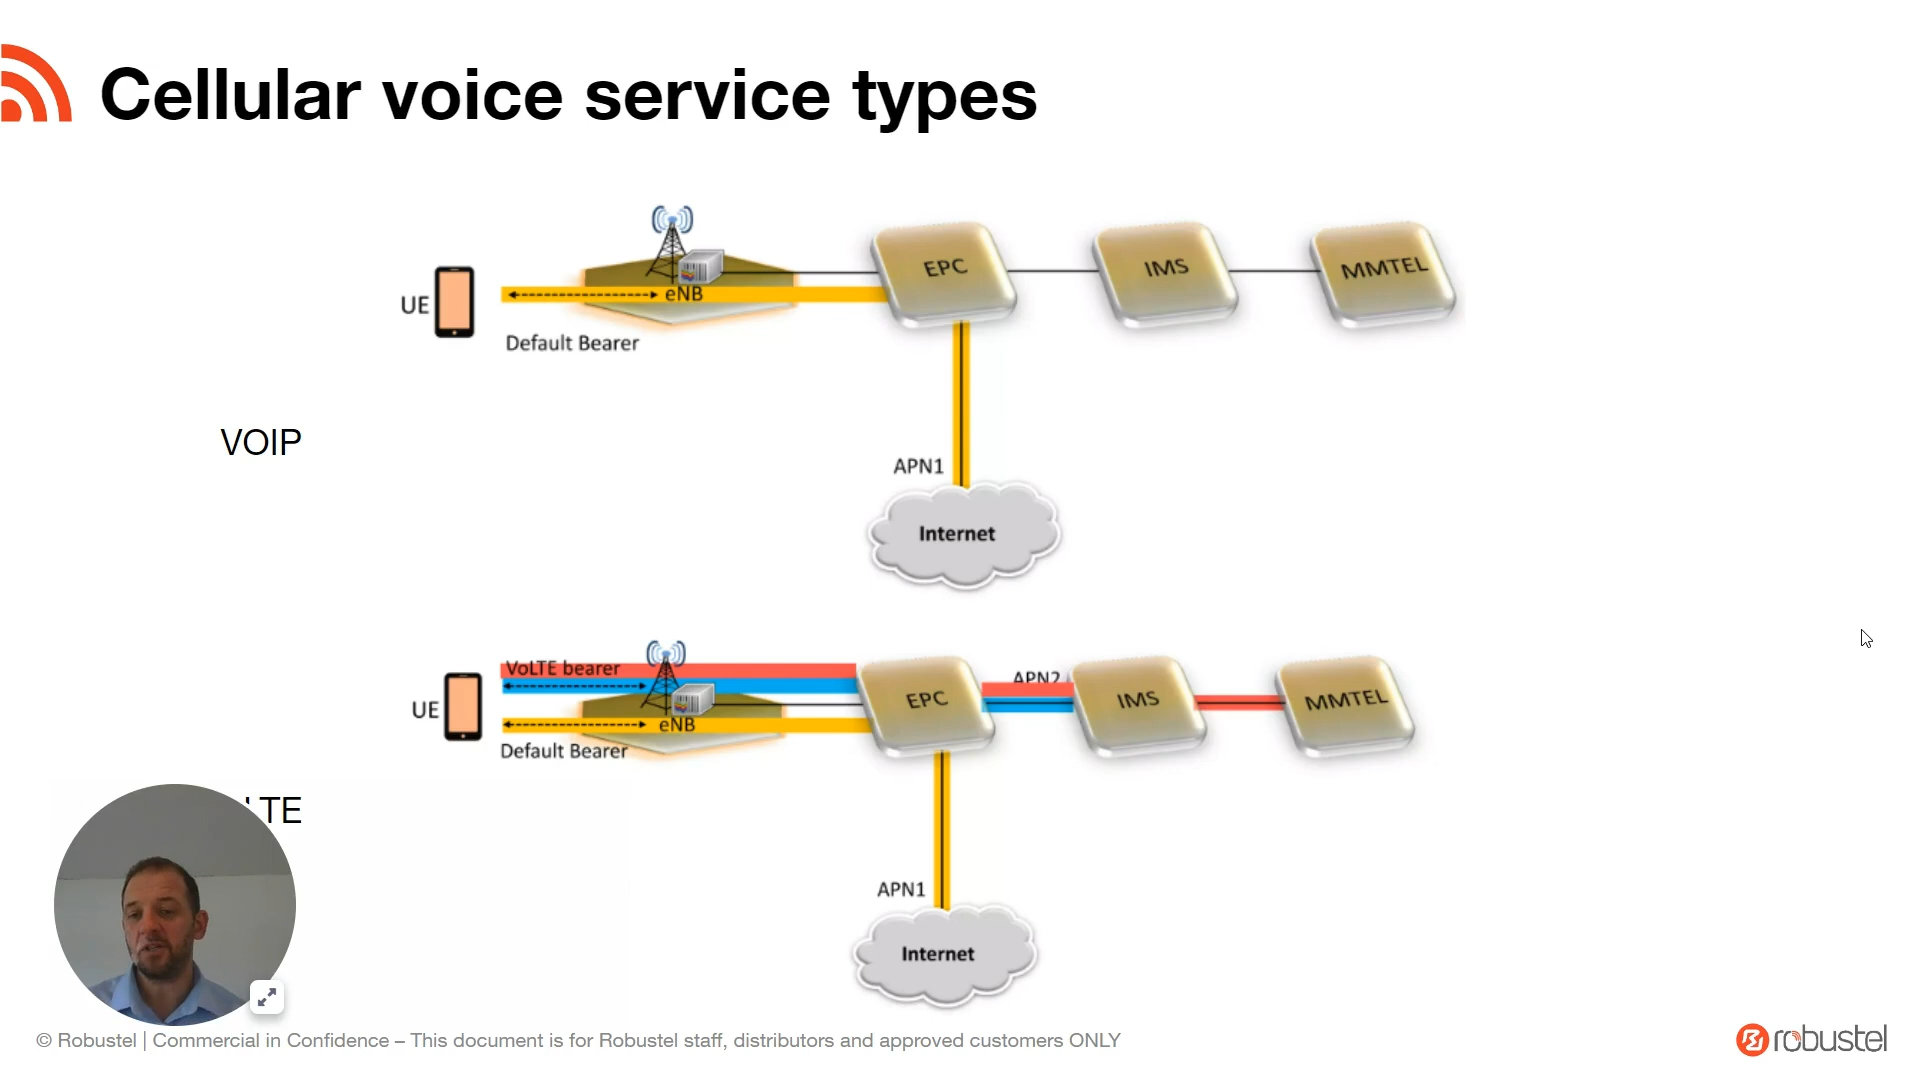 Cellular voice service types
UE
eNB
Default Bearer
EPC
IMS
MMTEL
VOIP
APN1
Internet
VoLTE bearer
UE
eNB
Default Bearer
EPC
APN2
IMS
MMTEL
LTE
APN1
Internet
© Robustel | Commercial in Confidence – This document is for Robustel staff, distributors and approved customers ONLY
robustel